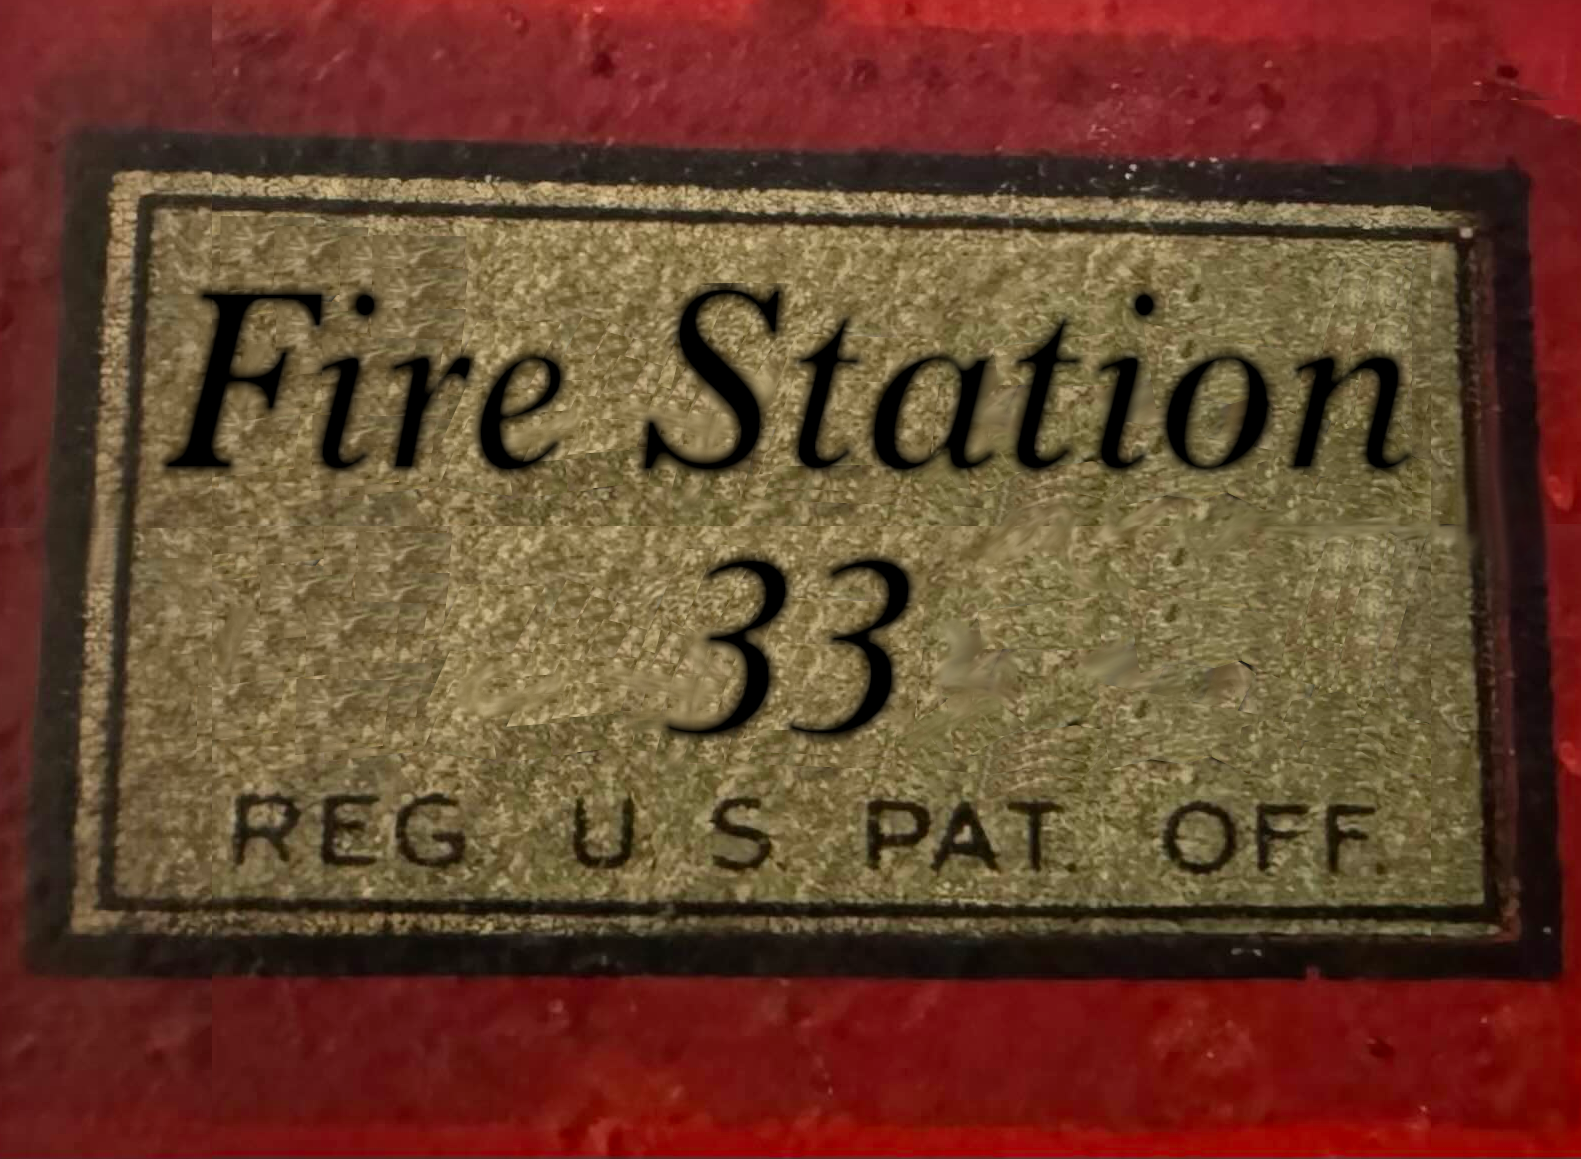 Fire Station
33
REG U S PAT. OFF.